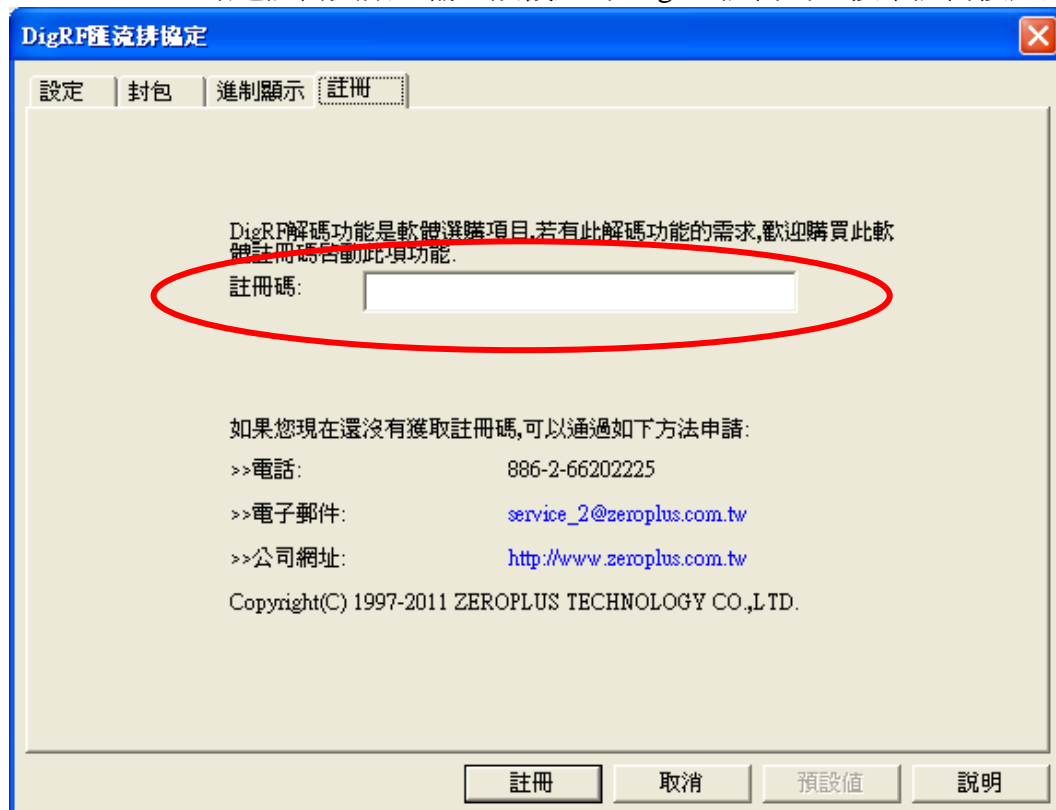 DigRF匯流排協定
設定 封包 進制顯示 註冊
DigRF解碼功能是軟體選購項目,若有此解碼功能的需求,歡迎購買此軟
體註冊碼啟動此項功能.
註冊碼:
如果您現在還沒有獲取註冊碼,可以通過如下方法申請:
>>電話: 886-2-66202225
>>電子郵件: service_2@zeroplus.com.tw
>>公司網址: http://www.zeroplus.com.tw
Copyright(C) 1997-2011 ZEROPLUS TECHNOLOGY CO.,LTD.
註冊 取消 預設值 說明